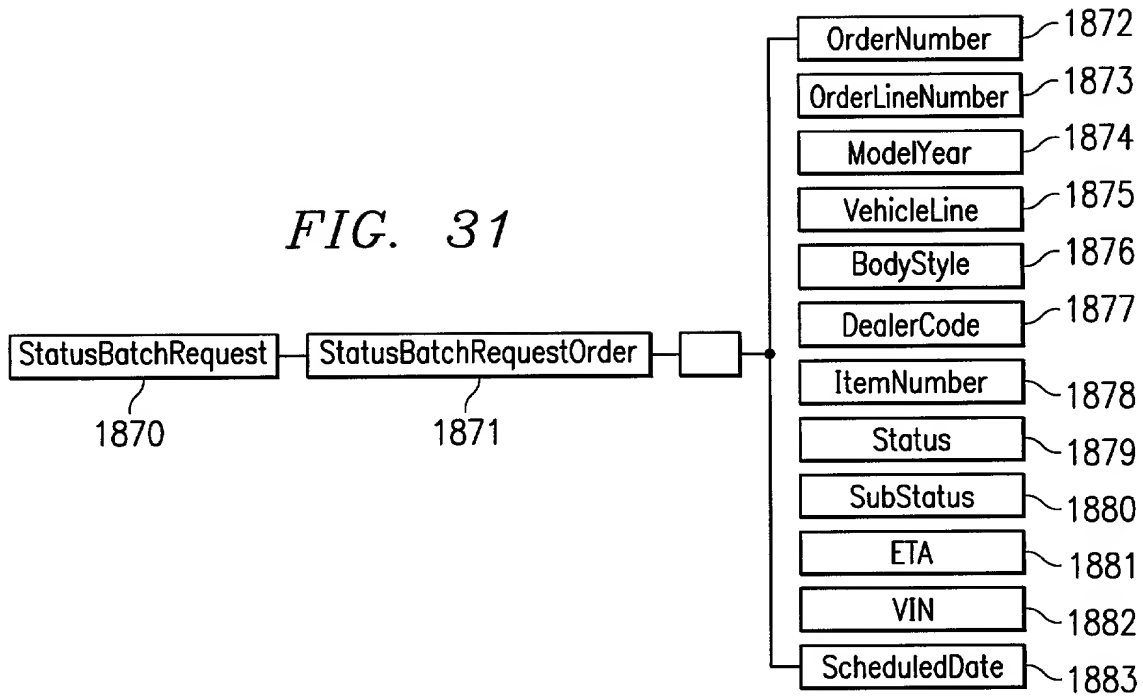 OrderNumber 1872
OrderLineNumber 1873
ModelYear 1874
VehicleLine 1875
FIG. 31
BodyStyle 1876
DealerCode 1877
StatusBatchRequest StatusBatchRequestOrder
1870 1871
ItemNumber 1878
Status 1879
SubStatus 1880
ETA 1881
VIN 1882
ScheduledDate 1883